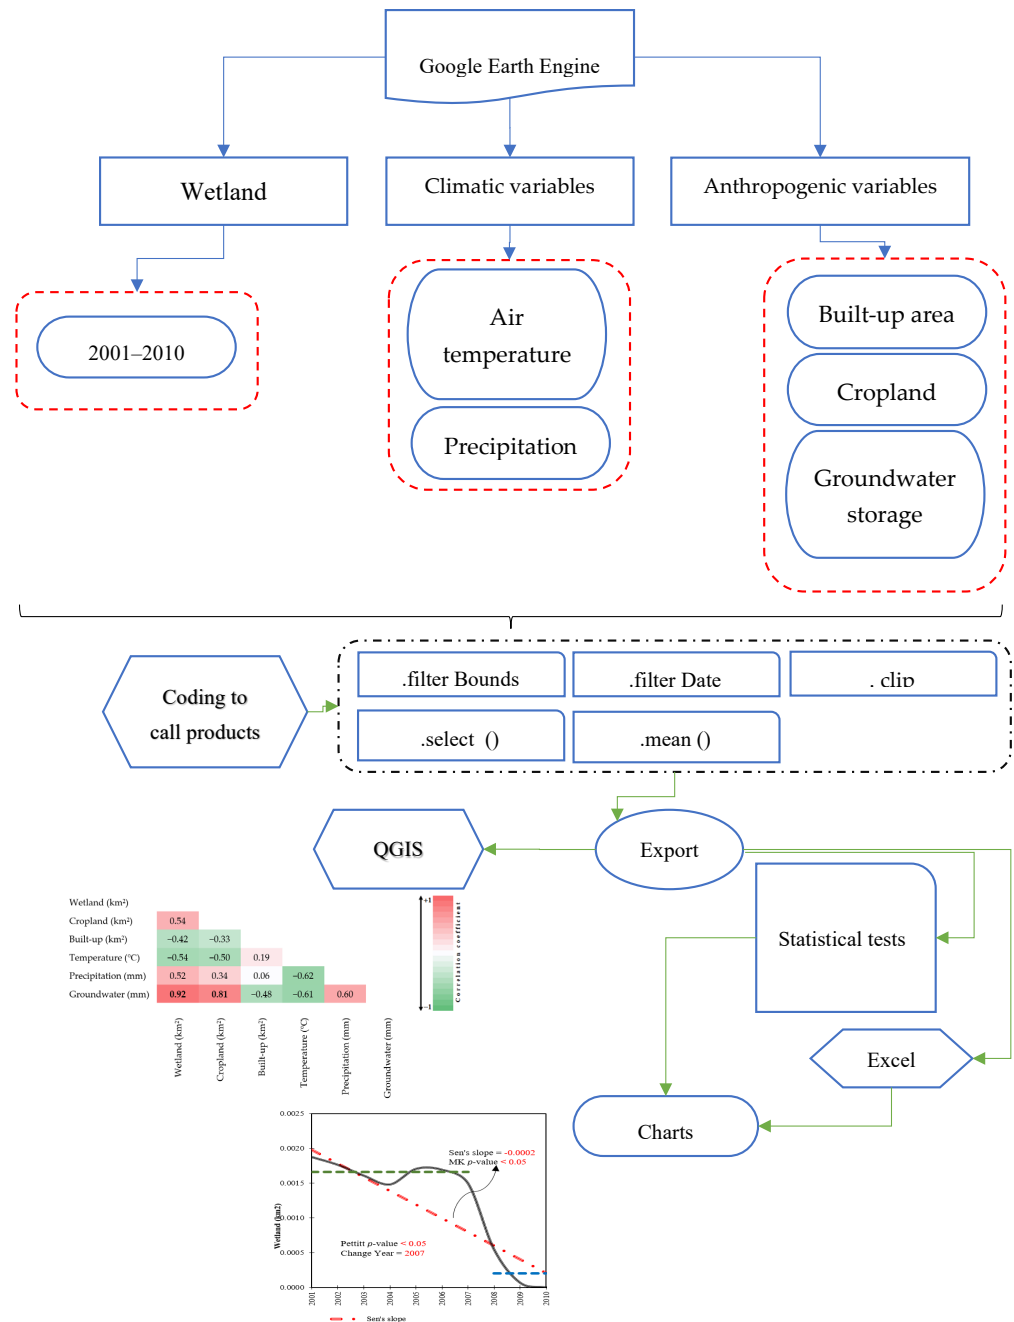 Google Earth Engine
Wetland
Climatic variables
Anthropogenic variables
2001–2010
Air
temperature
Precipitation
Built-up area
Cropland
Groundwater
storage
Coding to
call products
.filter Bounds
.filter Date
. clip
.select ()
.mean ()
QGIS
Export
Statistical tests
Excel
Charts
Wetland (km²)
Cropland (km²) 0.54
Built-up (km²) −0.42 −0.33
Temperature (°C) −0.54 −0.50 0.19
Precipitation (mm) 0.52 0.34 0.06 −0.62
Groundwater (mm) 0.92 0.81 −0.48 −0.61 0.60
Wetland (km²)
Cropland (km²)
Built-up (km²)
Temperature (°C)
Precipitation (mm)
Groundwater (mm)
+1
−1
Correlation coefficient
0.0025
0.0020
0.0015
0.0010
0.0005
0.0000
Wetland (km2)
Sen's slope = -0.0002
MK p-value < 0.05
Pettitt p-value < 0.05
Change Year = 2007
2001 2002 2003 2004 2005 2006 2007 2008 2009 2010
Sen's slope